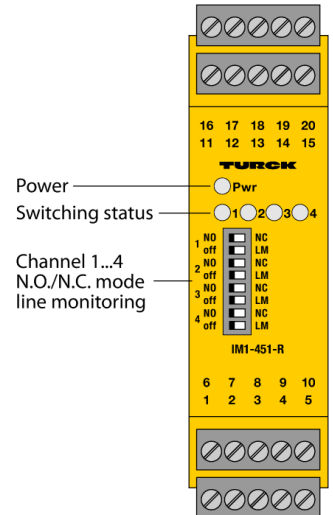 16 17 18 19 20
11 12 13 14 15
TURCK
Power
Pwr
Switching status
1 2 3 4
Channel 1...4
N.O./N.C. mode
line monitoring
1 NO NC
off LM
2 NO NC
off LM
3 NO NC
off LM
4 NO NC
off LM
IM1-451-R
6 7 8 9 10
1 2 3 4 5